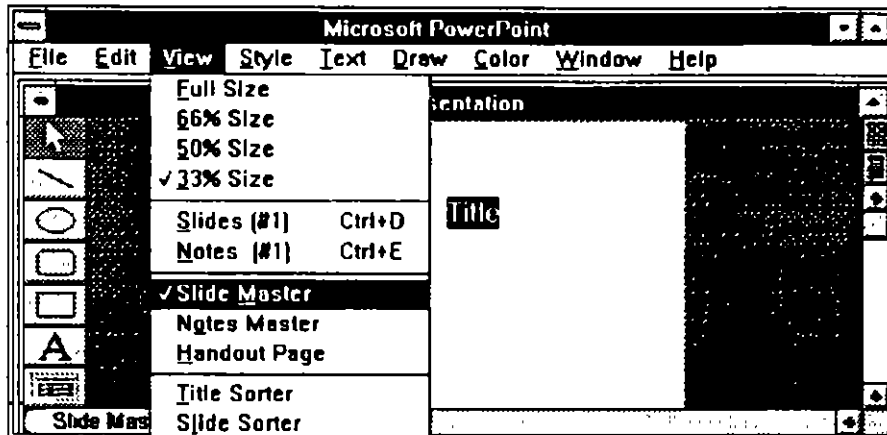 Microsoft PowerPoint
File Edit View Style Text Draw Color Window Help
sentation
Full Size
66% Size
50% Size
✓ 33% Size
Slides (#1) Ctrl+D
Notes (#1) Ctrl+E
✓ Slide Master
Notes Master
Handout Page
Title Sorter
Slide Sorter
Title
A
Slide Mas